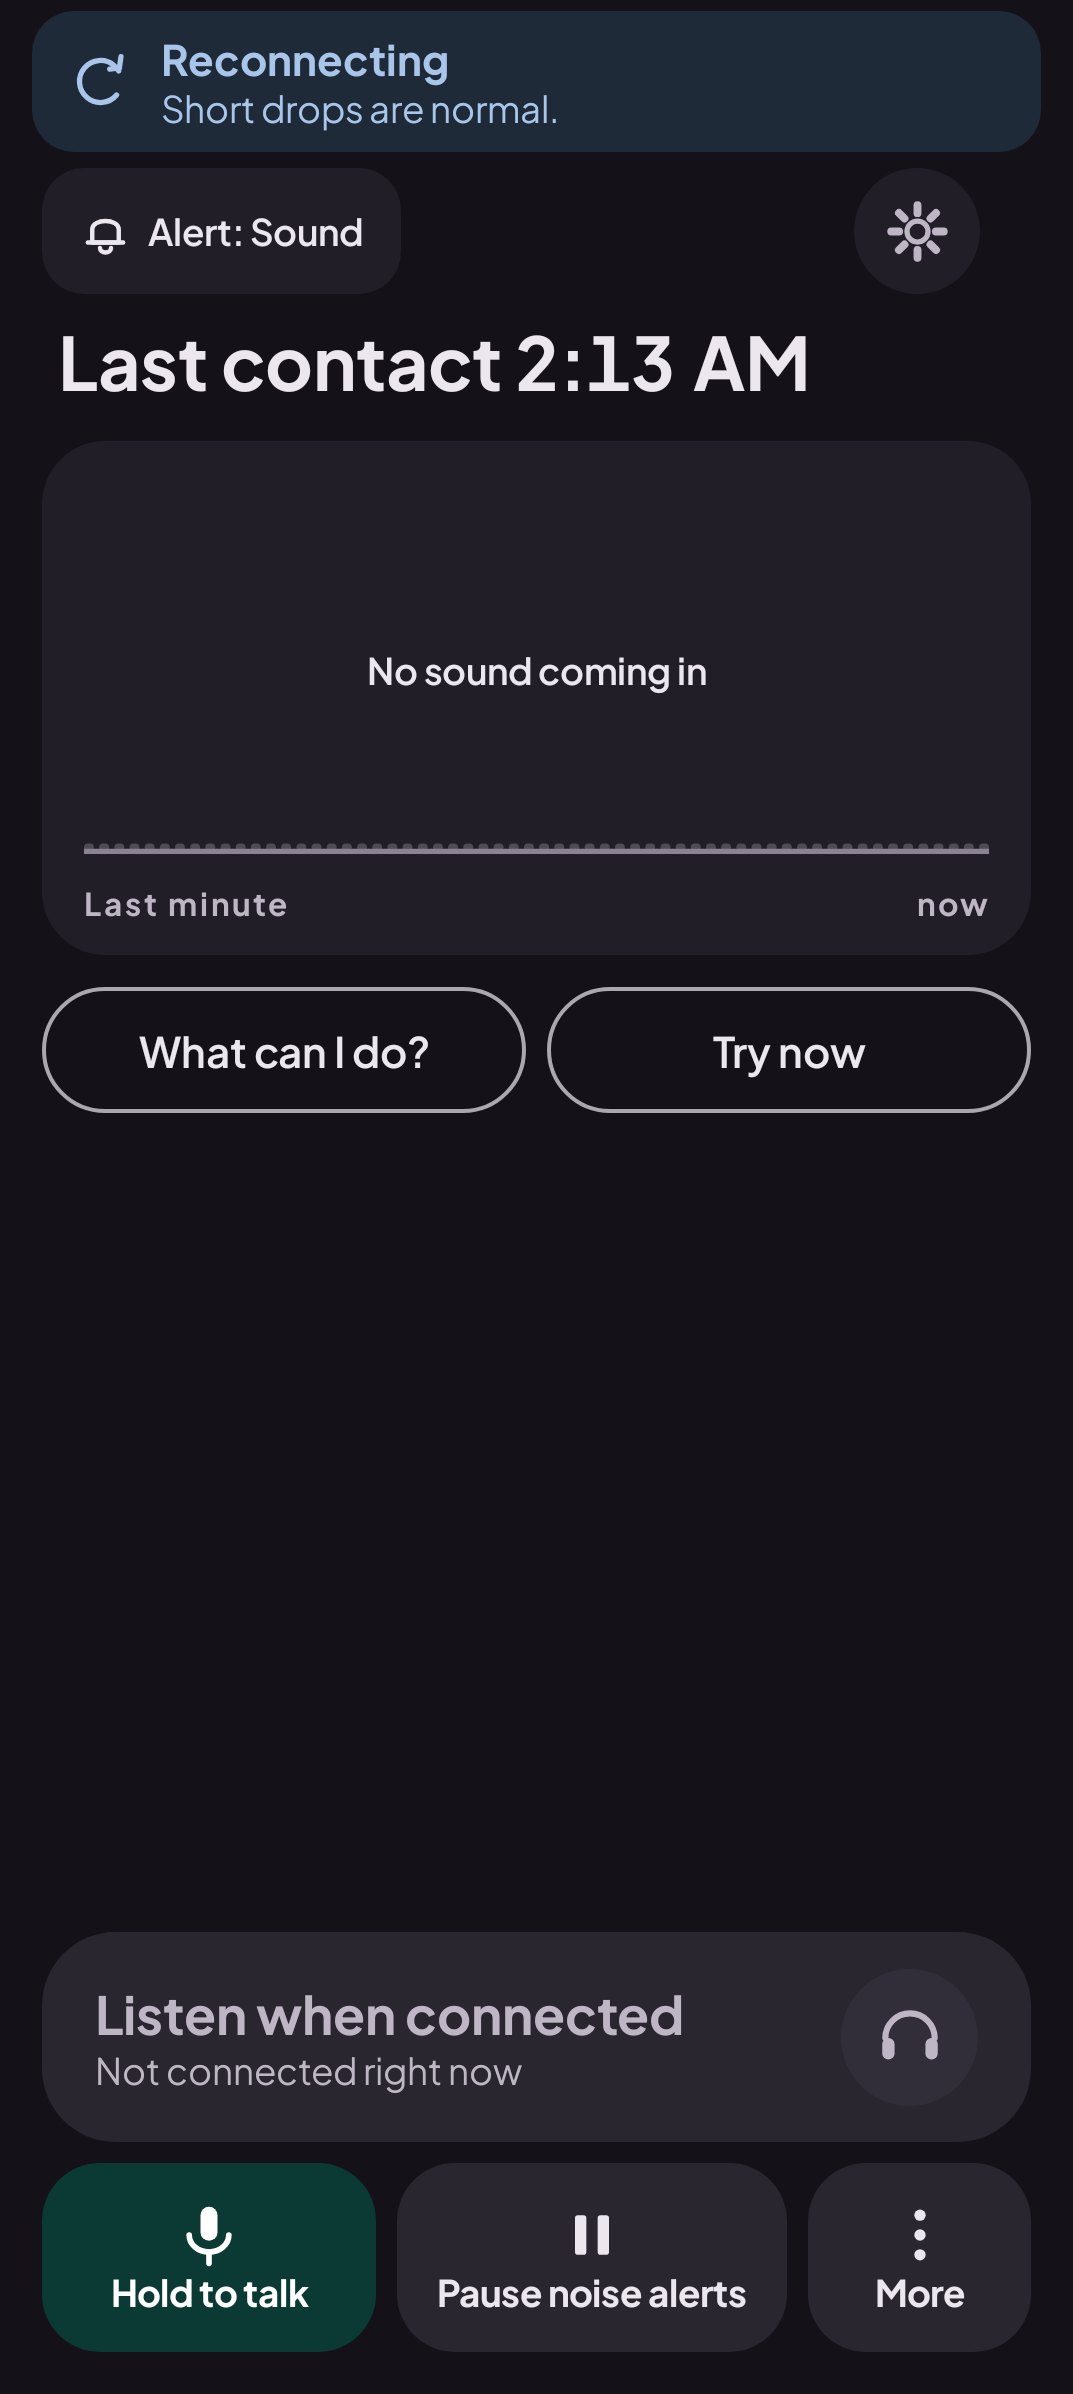 Reconnecting
Short drops are normal.
Alert: Sound
Last contact 2:13 AM
No sound coming in
Last minute
now
What can I do?
Try now
Listen when connected
Not connected right now
Hold to talk
Pause noise alerts
More